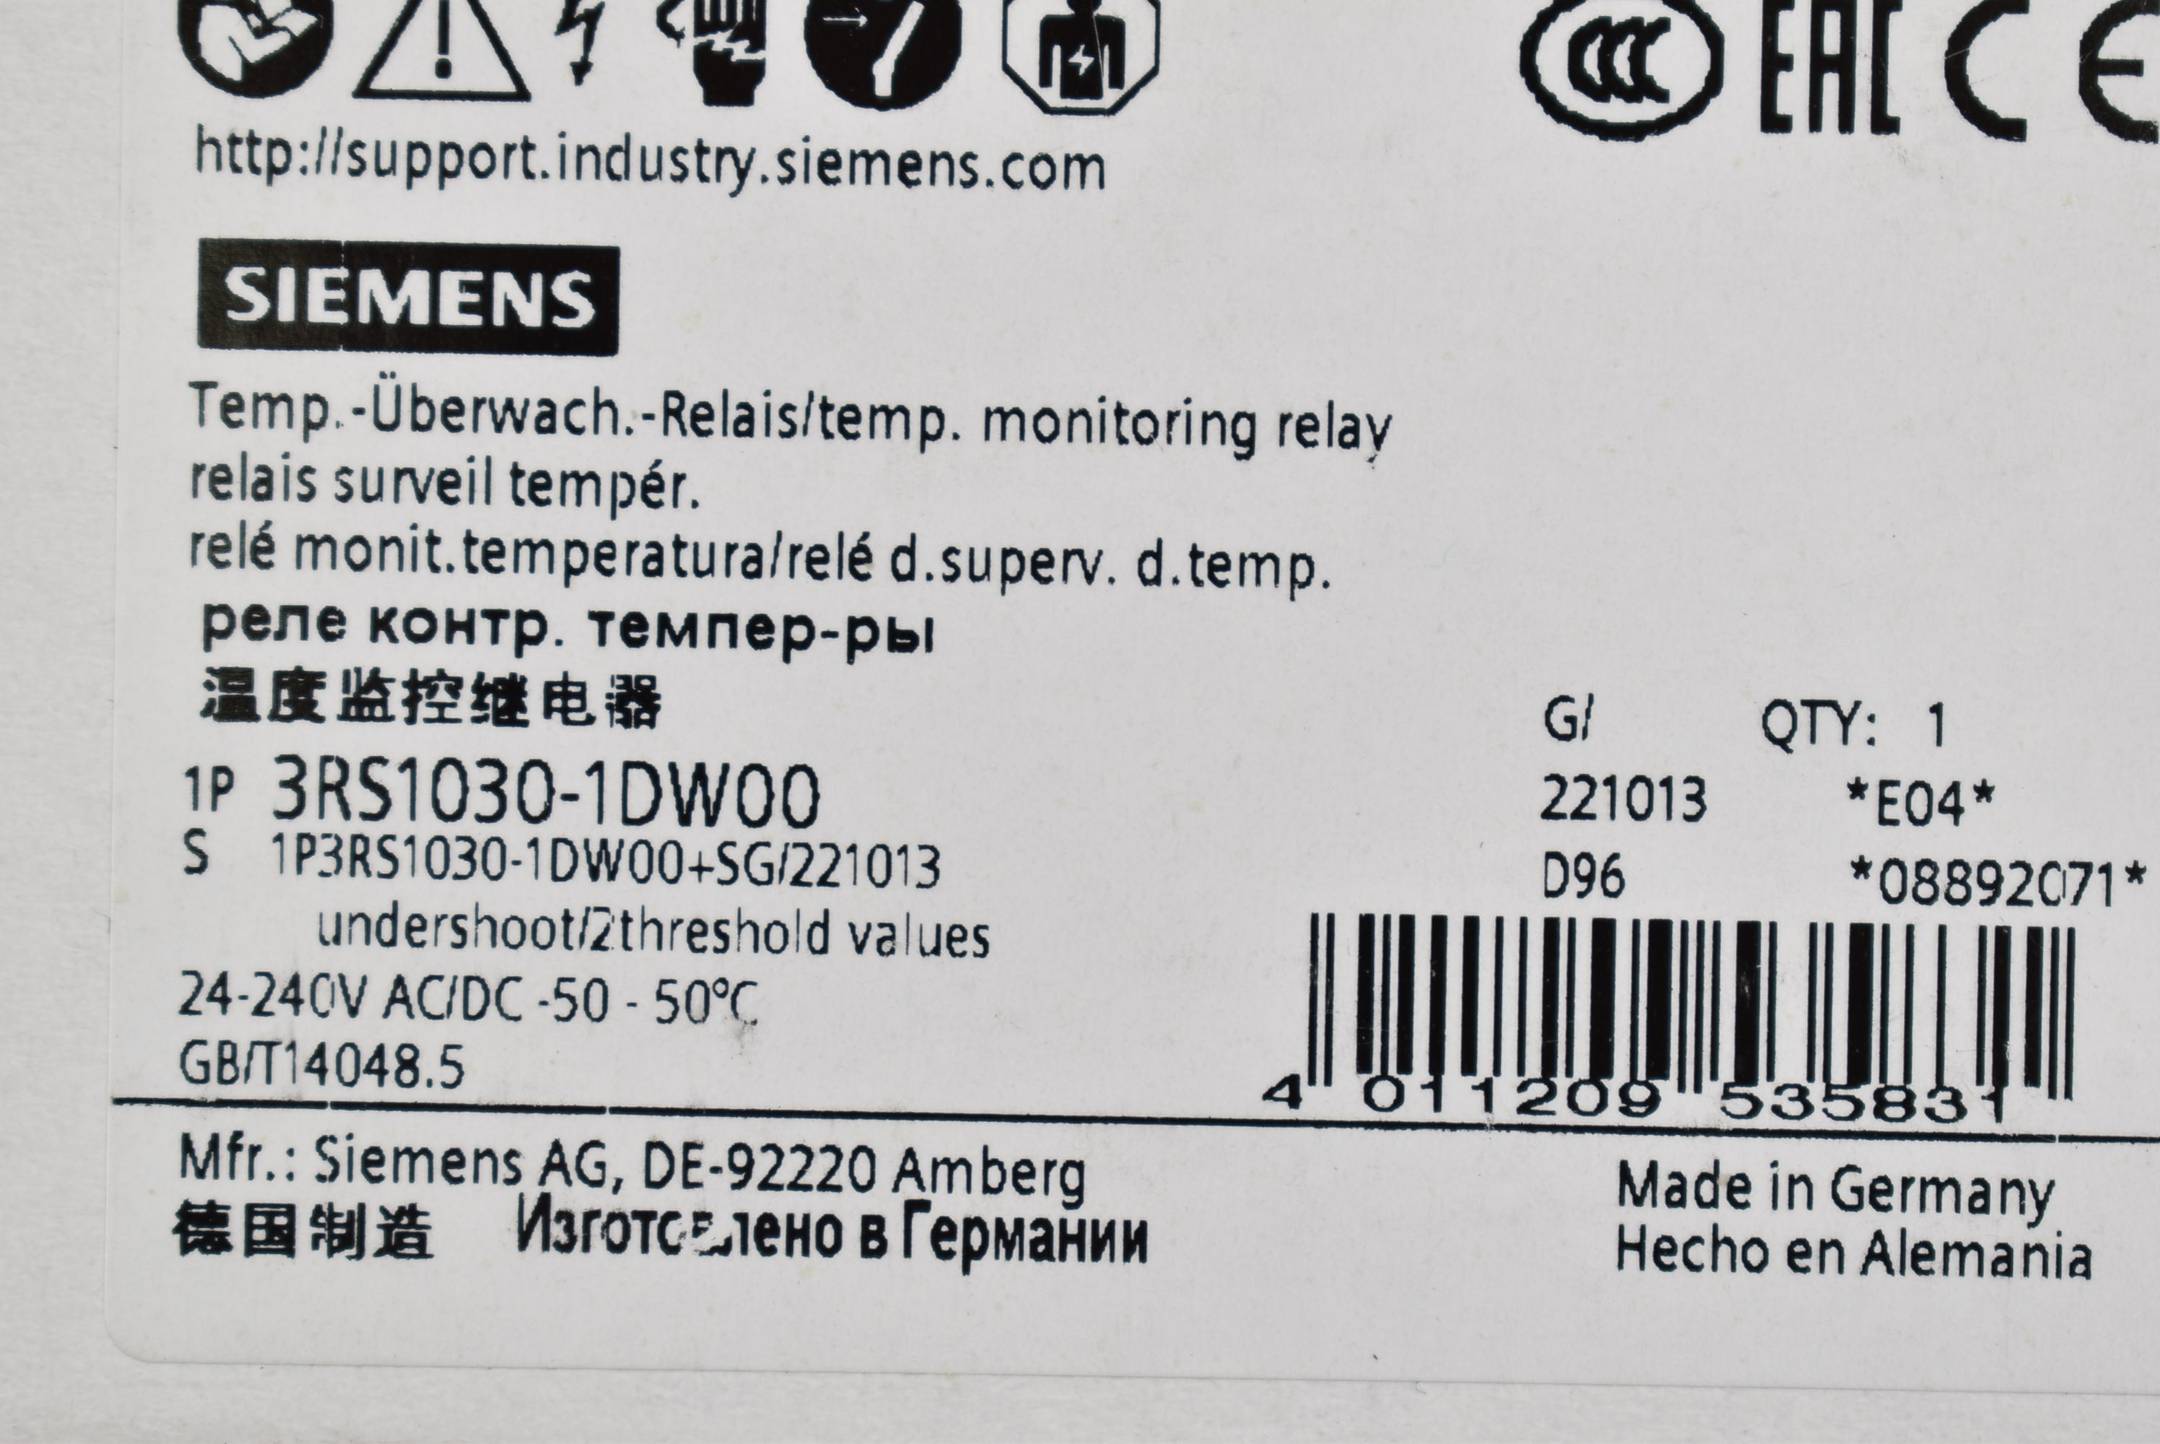 CCC EAC CE
http://support.industry.siemens.com
SIEMENS
Temp.-Überwach.-Relais/temp. monitoring relay
relais surveil tempér.
relé monit.temperatura/relé d.superv. d.temp.
реле контр. темпер-ры
温度监控继电器
G/ QTY: 1
1P 3RS1030-1DW00 221013 *E04*
S 1P3RS1030-1DW00+SG/221013 D96 *08892071*
undershoot/2threshold values
24-240V AC/DC -50 - 50°C
GB/T14048.5
4 011209 535831
Mfr.: Siemens AG, DE-92220 Amberg Made in Germany
德国制造 Изготовлено в Германии Hecho en Alemania